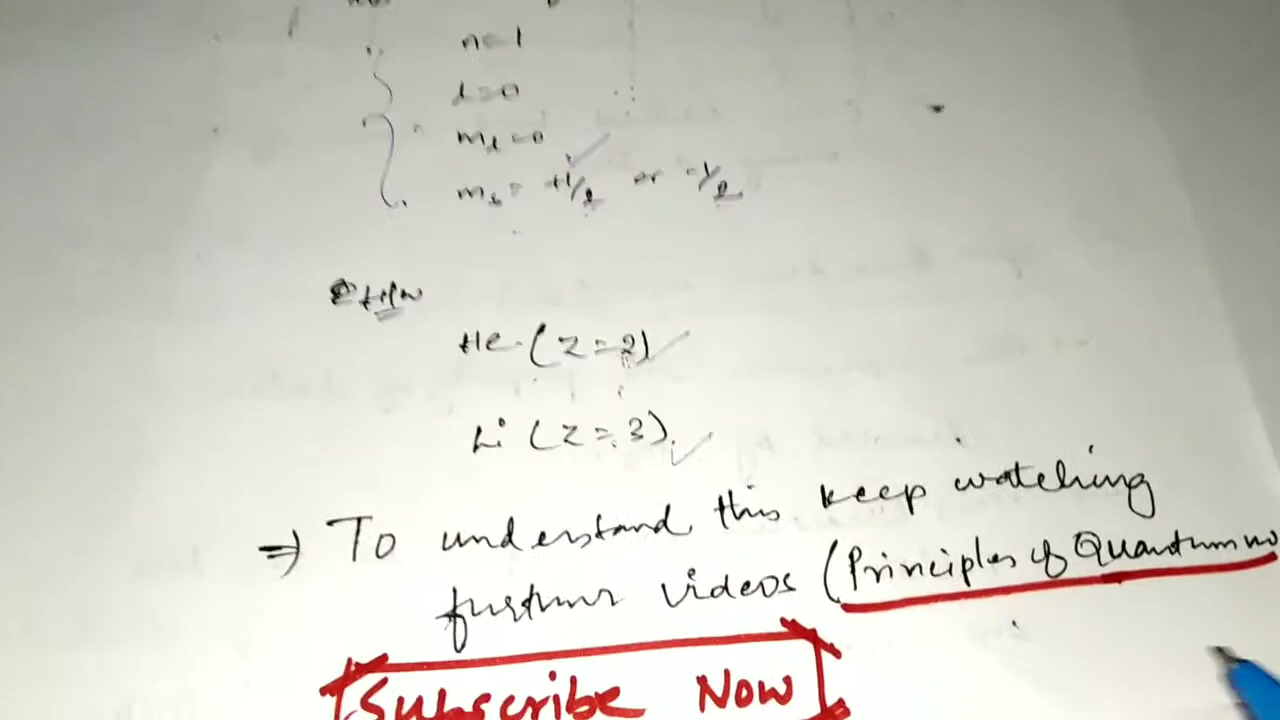 n=1
l=0
ml=0
ms= +1/2 or -1/2
He (Z=2)
Li (Z=3).
⇒ To understand this keep watching
further videos (Principles of Quantum no
Subscribe Now